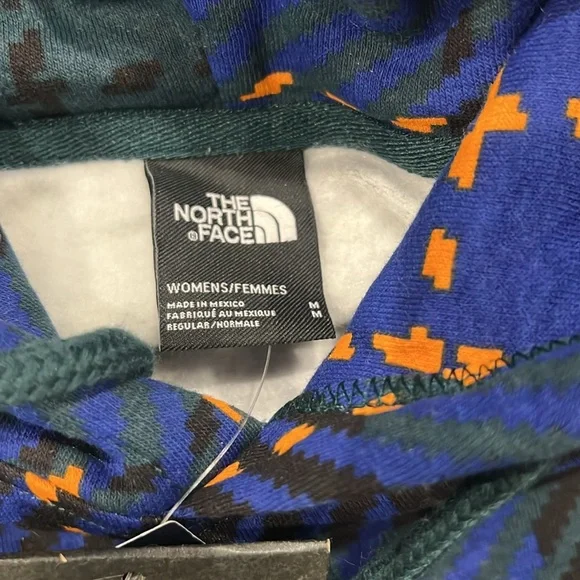 THE
NORTH
FACE
WOMENS/FEMMES
MADE IN MEXICO M
FABRIQUÉ AU MEXIQUE M
REGULAR/NORMALE